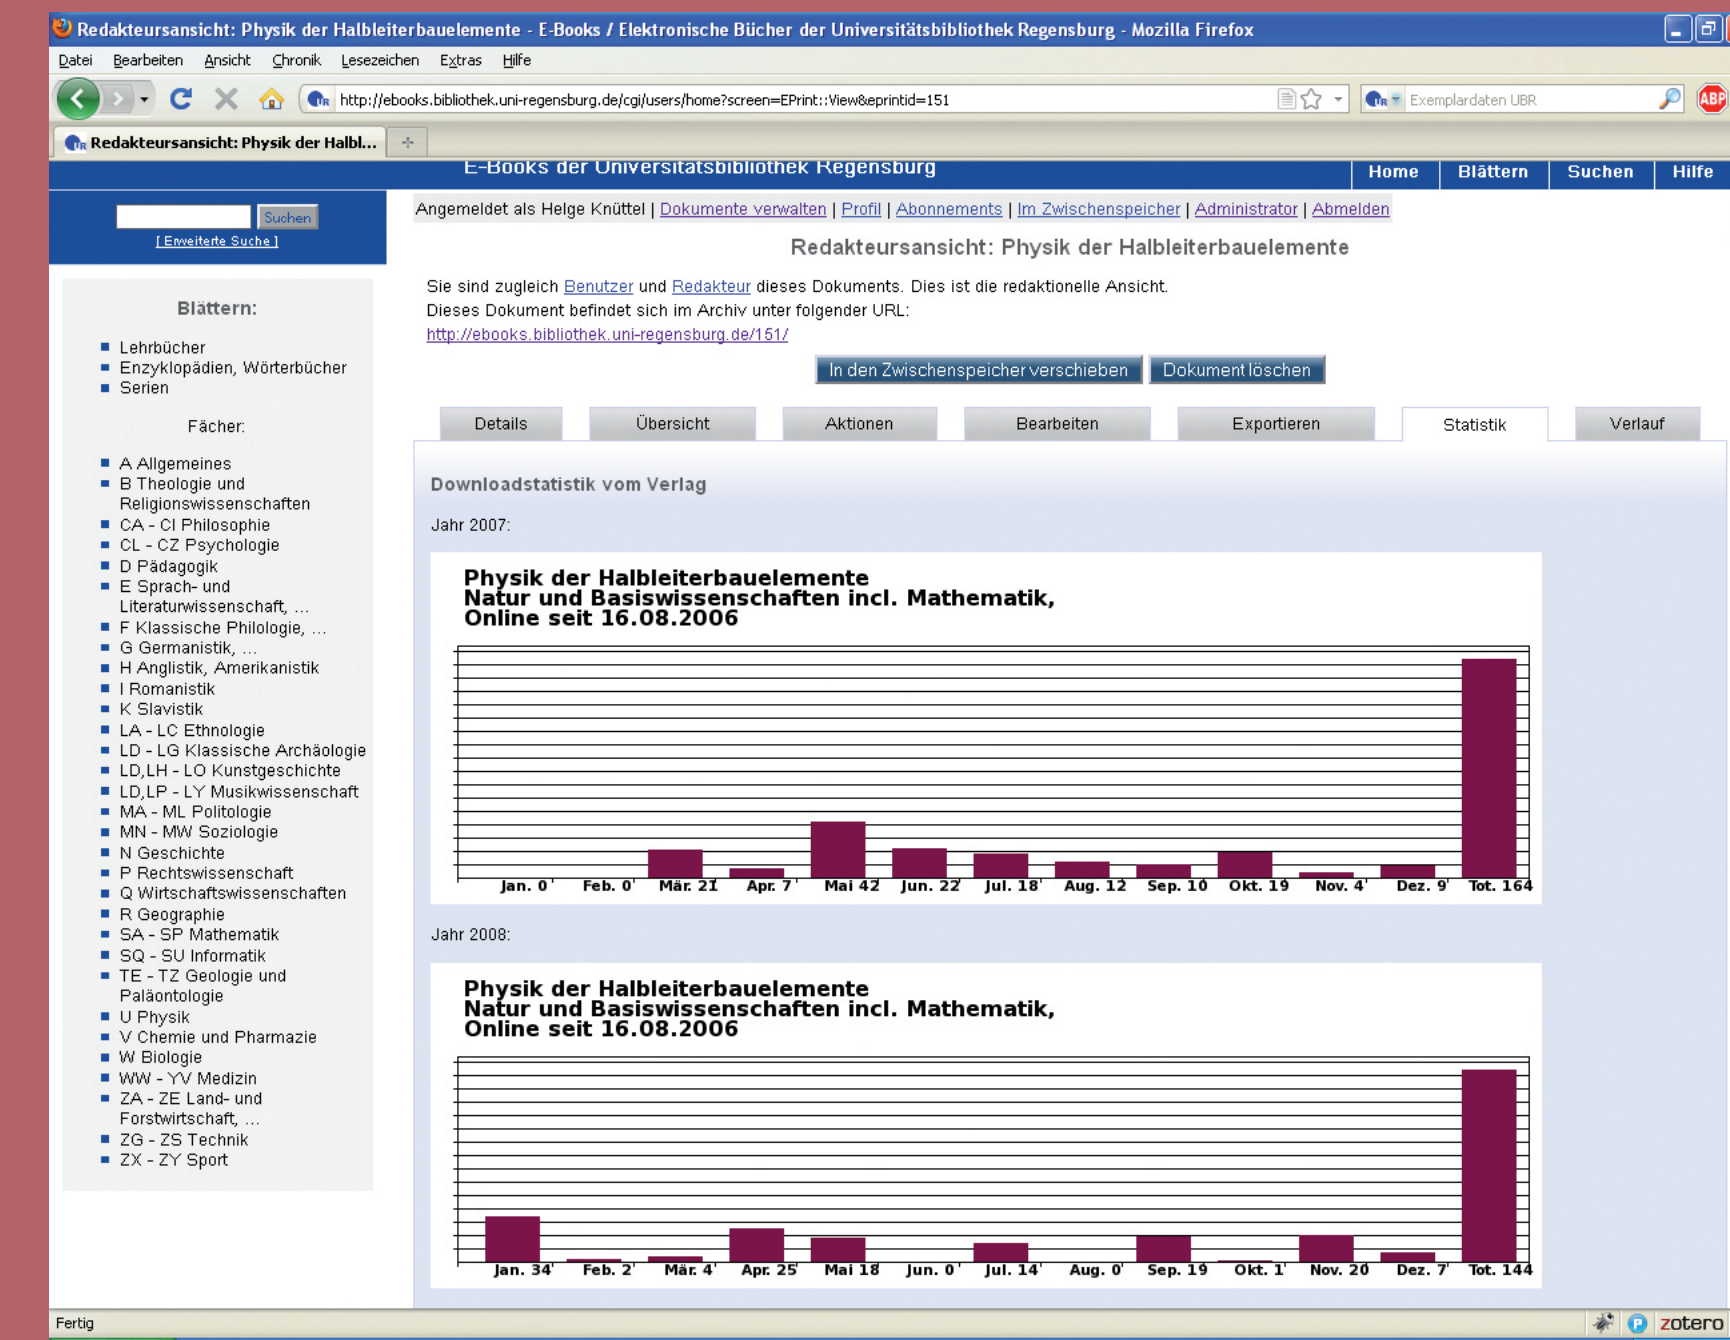 Redakteursansicht: Physik der Halbleiterbauelemente - E-Books / Elektronische Bücher der Universitätsbibliothek Regensburg - Mozilla Firefox
Datei Bearbeiten Ansicht Chronik Lesezeichen Extras Hilfe
http://ebooks.bibliothek.uni-regensburg.de/cgi/users/home?screen=EPrint::View&eprintid=151
Exemplardaten UBR
ABP
Redakteursansicht: Physik der Halbl...
E-Books der Universitätsbibliothek Regensburg
Home Blättern Suchen Hilfe
Suchen
[ Erweiterte Suche ]
Angemeldet als Helge Knüttel | Dokumente verwalten | Profil | Abonnements | Im Zwischenspeicher | Administrator | Abmelden
Redakteursansicht: Physik der Halbleiterbauelemente
Sie sind zugleich Benutzer und Redakteur dieses Dokuments. Dies ist die redaktionelle Ansicht.
Dieses Dokument befindet sich im Archiv unter folgender URL:
http://ebooks.bibliothek.uni-regensburg.de/151/
In den Zwischenspeicher verschieben Dokument löschen
Blättern:
Lehrbücher
Enzyklopädien, Wörterbücher
Serien
Fächer:
A Allgemeines
B Theologie und
Religionswissenschaften
CA - CI Philosophie
CL - CZ Psychologie
D Pädagogik
E Sprach- und
Literaturwissenschaft, ...
F Klassische Philologie, ...
G Germanistik, ...
H Anglistik, Amerikanistik
I Romanistik
K Slavistik
LA - LC Ethnologie
LD - LG Klassische Archäologie
LD,LH - LO Kunstgeschichte
LD,LP - LY Musikwissenschaft
MA - ML Politologie
MN - MW Soziologie
N Geschichte
P Rechtswissenschaft
Q Wirtschaftswissenschaften
R Geographie
SA - SP Mathematik
SQ - SU Informatik
TE - TZ Geologie und
Paläontologie
U Physik
V Chemie und Pharmazie
W Biologie
WW - YV Medizin
ZA - ZE Land- und
Forstwirtschaft, ...
ZG - ZS Technik
ZX - ZY Sport
Details Übersicht Aktionen Bearbeiten Exportieren Statistik Verlauf
Downloadstatistik vom Verlag
Jahr 2007:
Physik der Halbleiterbauelemente
Natur und Basiswissenschaften incl. Mathematik,
Online seit 16.08.2006
Jan. 0 Feb. 0 Mär. 21 Apr. 7 Mai 42 Jun. 22 Jul. 18 Aug. 12 Sep. 10 Okt. 19 Nov. 4 Dez. 9 Tot. 164
Jahr 2008:
Physik der Halbleiterbauelemente
Natur und Basiswissenschaften incl. Mathematik,
Online seit 16.08.2006
Jan. 34 Feb. 2 Mär. 4 Apr. 25 Mai 18 Jun. 0 Jul. 14 Aug. 0 Sep. 19 Okt. 1 Nov. 20 Dez. 7 Tot. 144
Fertig
zotero